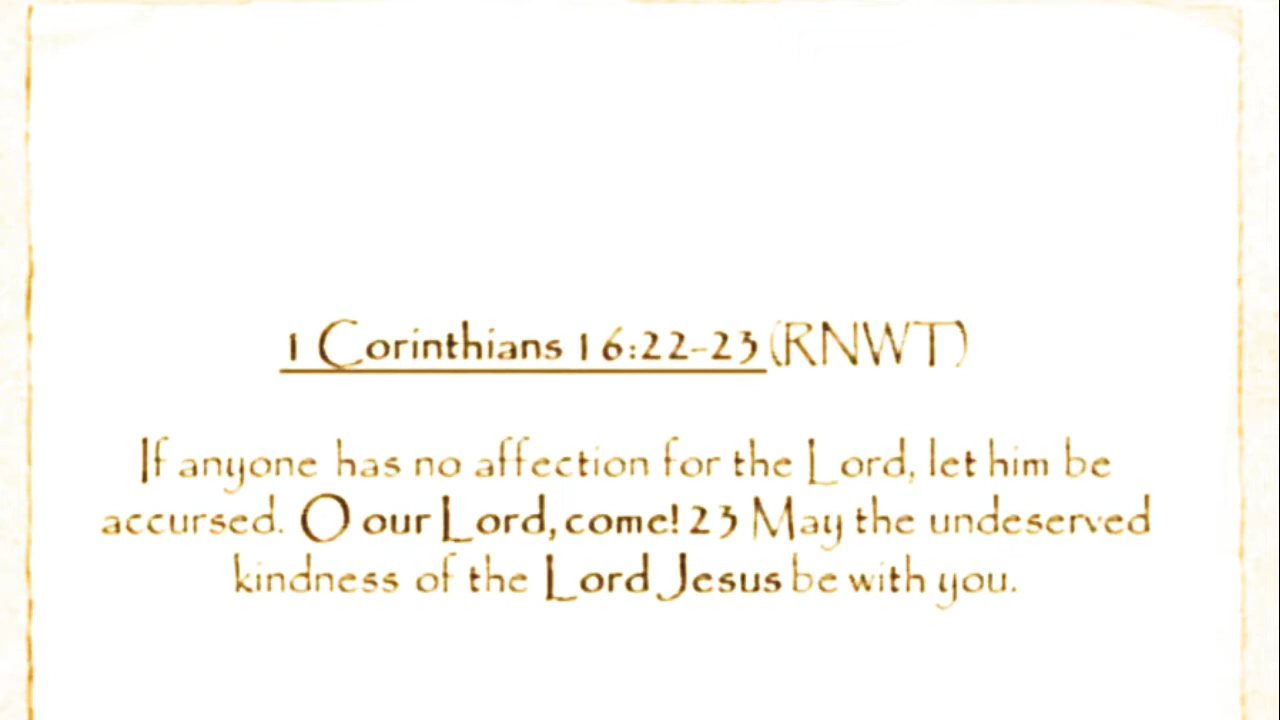 1 Corinthians 16:22-23 (RNWT)
If anyone has no affection for the Lord, let him be
accursed. O our Lord, come! 23 May the undeserved
kindness of the Lord Jesus be with you.